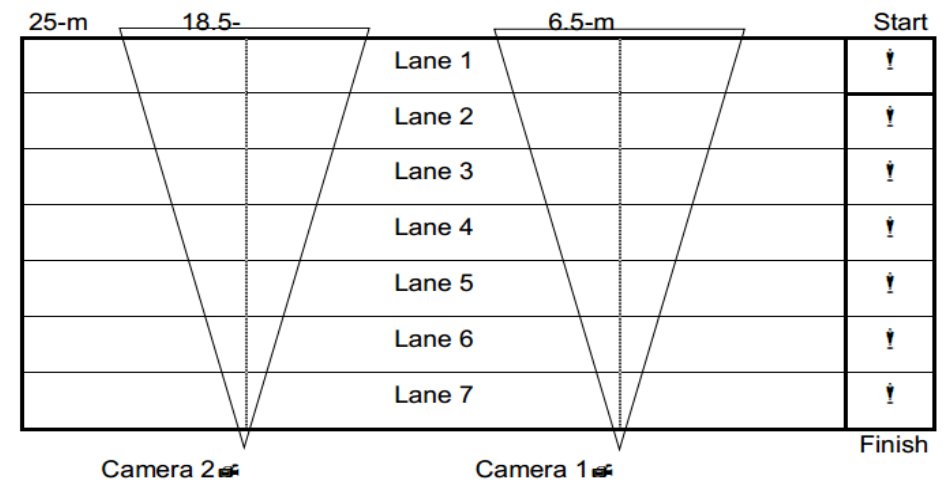 25-m 18.5- 6.5-m Start
Lane 1
Lane 2
Lane 3
Lane 4
Lane 5
Lane 6
Lane 7
Finish
Camera 2 Camera 1